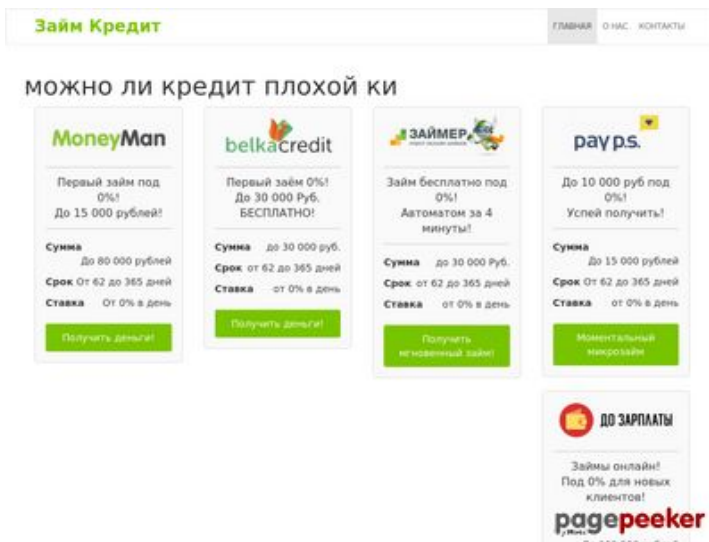 Займ Кредит
ГЛАВНАЯ О НАС КОНТАКТЫ
можно ли кредит плохой ки
MoneyMan
Первый займ под
0%!
До 15 000 рублей!
Сумма
До 80 000 рублей
Срок От 62 до 365 дней
Ставка От 0% в день
Получить деньги!
belkacredit
Первый заём 0%!
До 30 000 Руб.
БЕСПЛАТНО!
Сумма до 30 000 руб.
Срок от 62 до 365 дней
Ставка от 0% в день
Получить деньги!
ЗАЙМЕР
Займ бесплатно под
0%!
Автоматом за 4
минуты!
Сумма до 30 000 Руб.
Срок от 62 до 365 дней
Ставка от 0% в день
Получить
мгновенный займ!
pay p.s.
До 10 000 руб под
0%!
Успей получить!
Сумма
До 15 000 рублей
Срок От 62 до 365 дней
Ставка от 0% в день
Моментальный
микрозайм
ДО ЗАРПЛАТЫ
Займы онлайн!
Под 0% для новых
клиентов!
pagepeeker